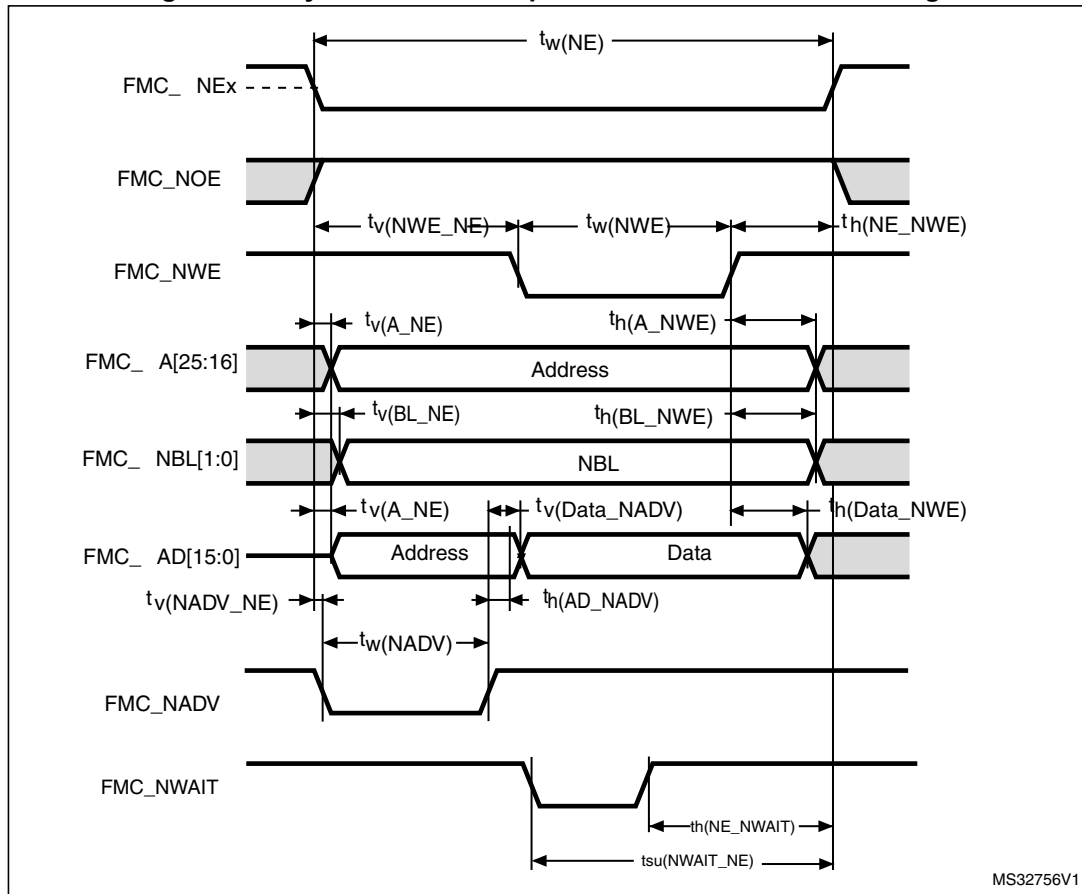 tw(NE)
FMC_ NEx
FMC_NOE
tv(NWE_NE) tw(NWE) th(NE_NWE)
FMC_NWE
tv(A_NE) th(A_NWE)
FMC_ A[25:16] Address
tv(BL_NE) th(BL_NWE)
FMC_ NBL[1:0] NBL
tv(A_NE) tv(Data_NADV) th(Data_NWE)
FMC_ AD[15:0] Address Data
tv(NADV_NE) th(AD_NADV)
tw(NADV)
FMC_NADV
FMC_NWAIT
th(NE_NWAIT)
tsu(NWAIT_NE)
MS32756V1